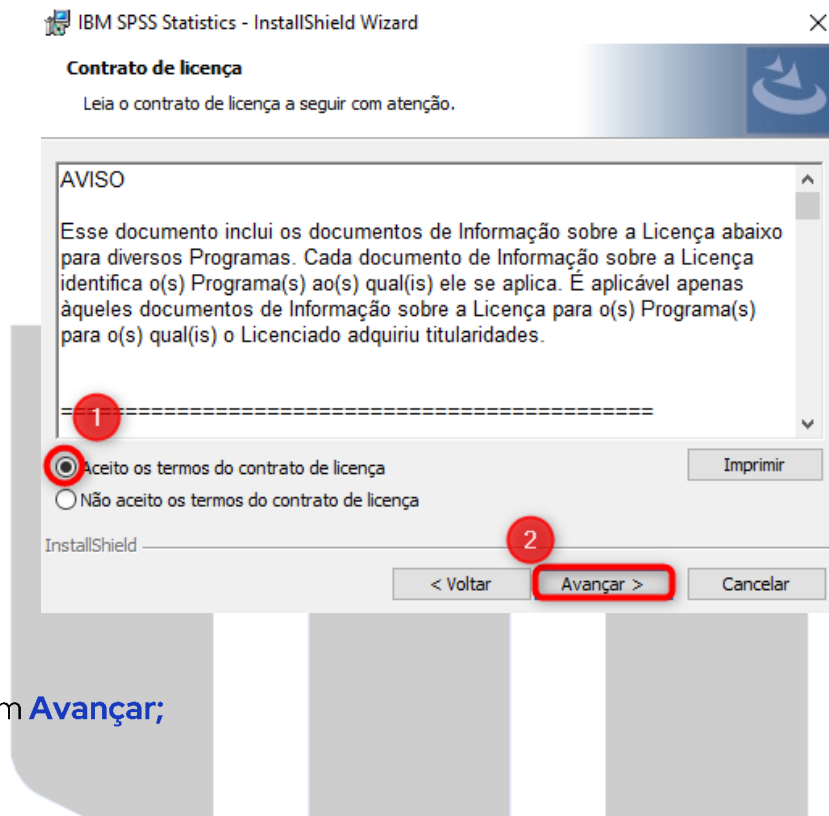 IBM SPSS Statistics - InstallShield Wizard
Contrato de licença
Leia o contrato de licença a seguir com atenção.
AVISO
Esse documento inclui os documentos de Informação sobre a Licença abaixo
para diversos Programas. Cada documento de Informação sobre a Licença
identifica o(s) Programa(s) ao(s) qual(is) ele se aplica. É aplicável apenas
àqueles documentos de Informação sobre a Licença para o(s) Programa(s)
para o(s) qual(is) o Licenciado adquiriu titularidades.
==============================================
1
Aceito os termos do contrato de licença
Imprimir
Não aceito os termos do contrato de licença
InstallShield
2
< Voltar
Avançar >
Cancelar
m Avançar;